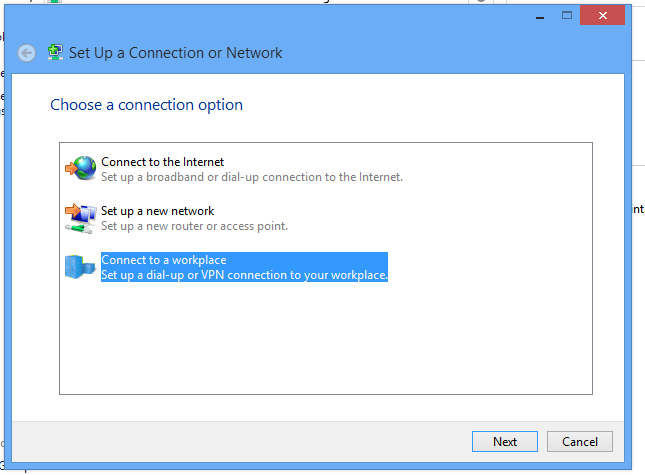 Set Up a Connection or Network
Choose a connection option
Connect to the Internet
Set up a broadband or dial-up connection to the Internet.
Set up a new network
Set up a new router or access point.
Connect to a workplace
Set up a dial-up or VPN connection to your workplace.
Next
Cancel